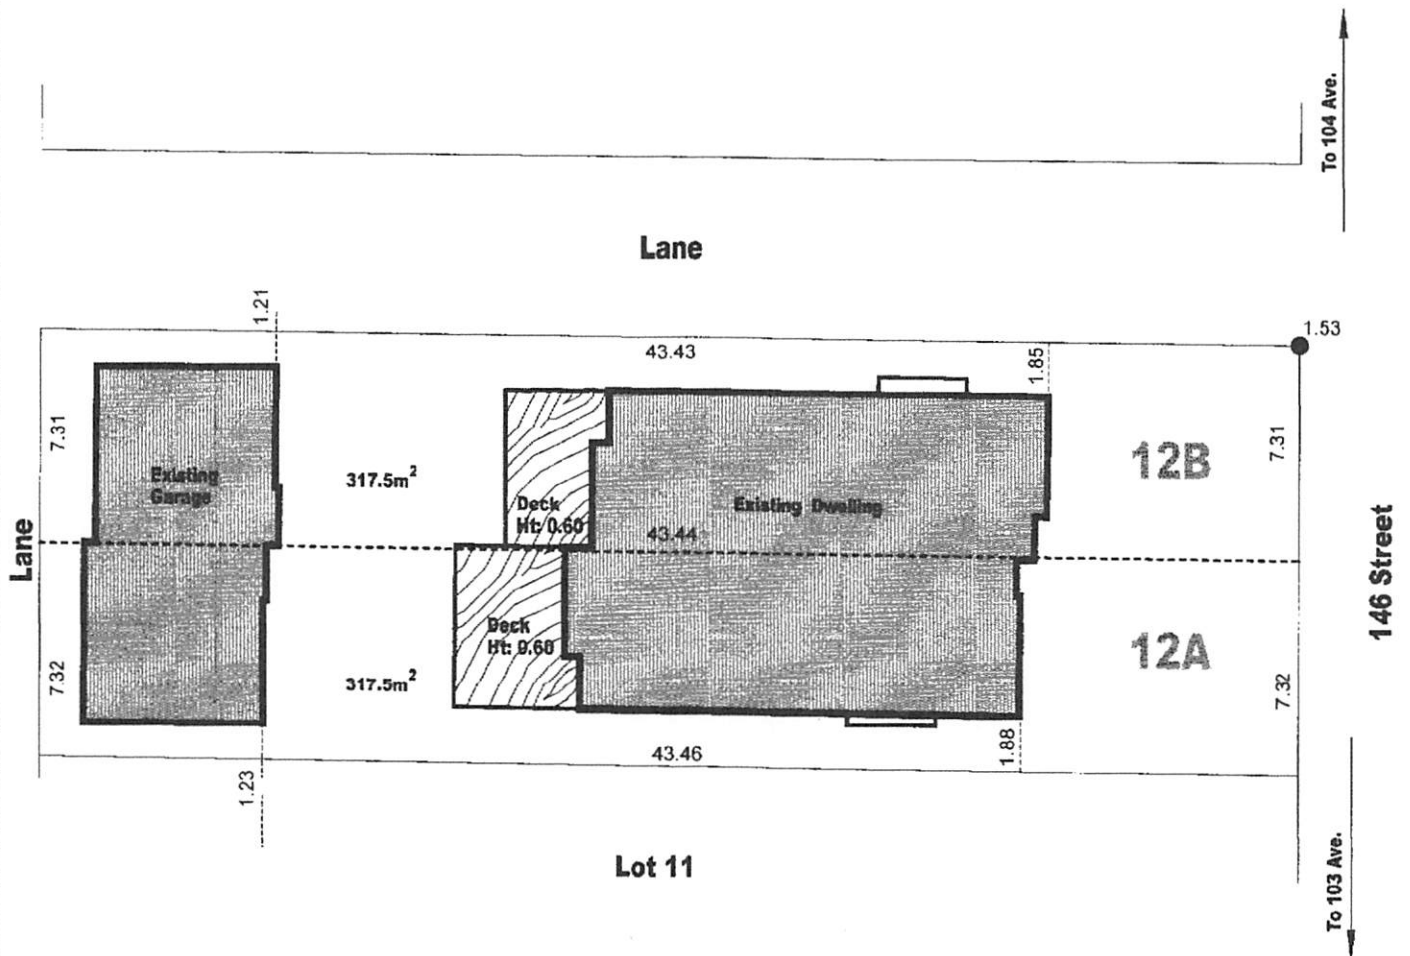 To 104 Ave.
Lane
1.21
1.53
43.43
1.85
7.31
Existing
Garage
317.5m²
Deck
Ht: 0.60
43.44
Existing Dwelling
12B
7.31
Lane
146 Street
7.32
317.5m²
Deck
Ht: 0.60
12A
7.32
43.46
1.88
1.23
Lot 11
To 103 Ave.